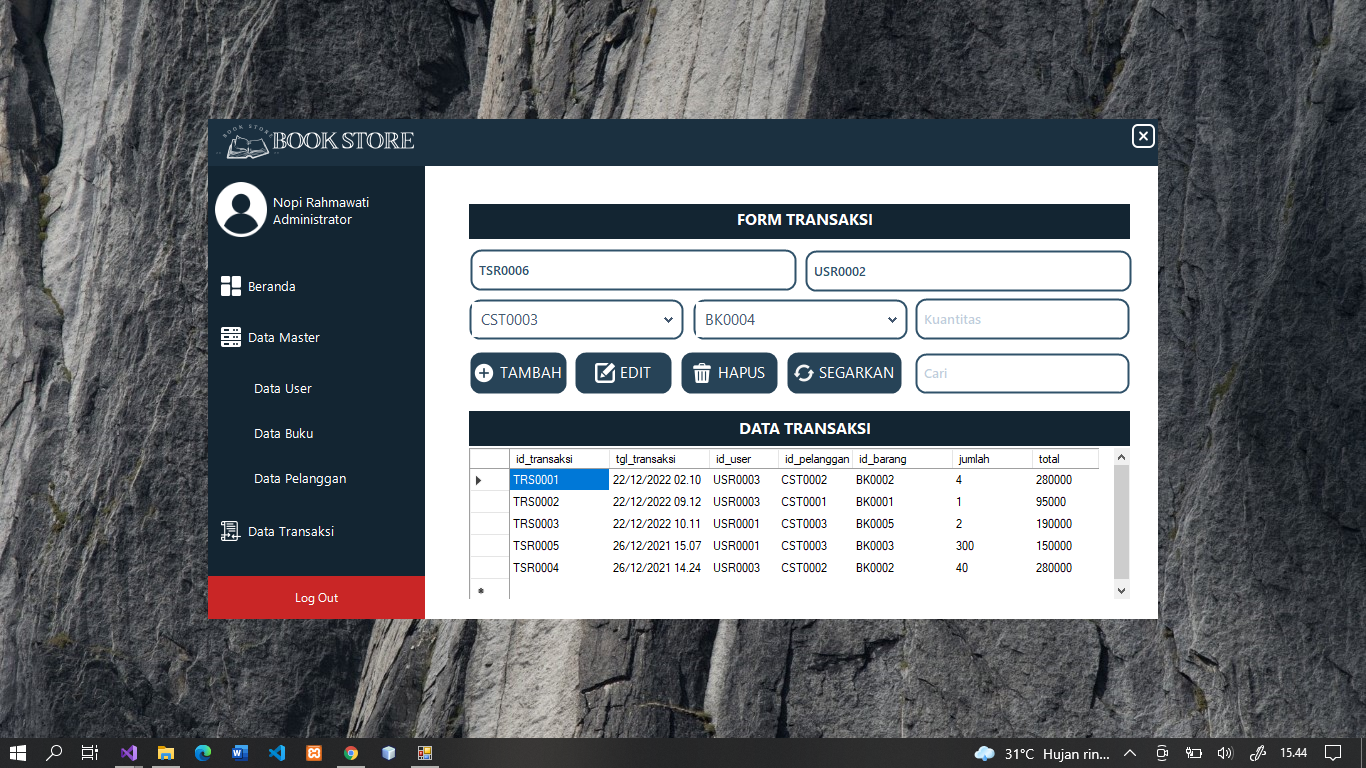 BOOK STORE
BOOK STORE
Nopi Rahmawati
Administrator
Beranda
Data Master
Data User
Data Buku
Data Pelanggan
Data Transaksi
Log Out
FORM TRANSAKSI
TSR0006 USR0002
CST0003 BK0004 Kuantitas
TAMBAH EDIT HAPUS SEGARKAN Cari
DATA TRANSAKSI
id_transaksi tgl_transaksi id_user id_pelanggan id_barang jumlah total
TRS0001 22/12/2022 02.10 USR0003 CST0002 BK0002 4 280000
TRS0002 22/12/2022 09.12 USR0003 CST0001 BK0001 1 95000
TRS0003 22/12/2022 10.11 USR0001 CST0003 BK0005 2 190000
TSR0005 26/12/2021 15.07 USR0001 CST0003 BK0003 300 150000
TSR0004 26/12/2021 14.24 USR0003 CST0002 BK0002 40 280000
31°C Hujan rin... 15.44